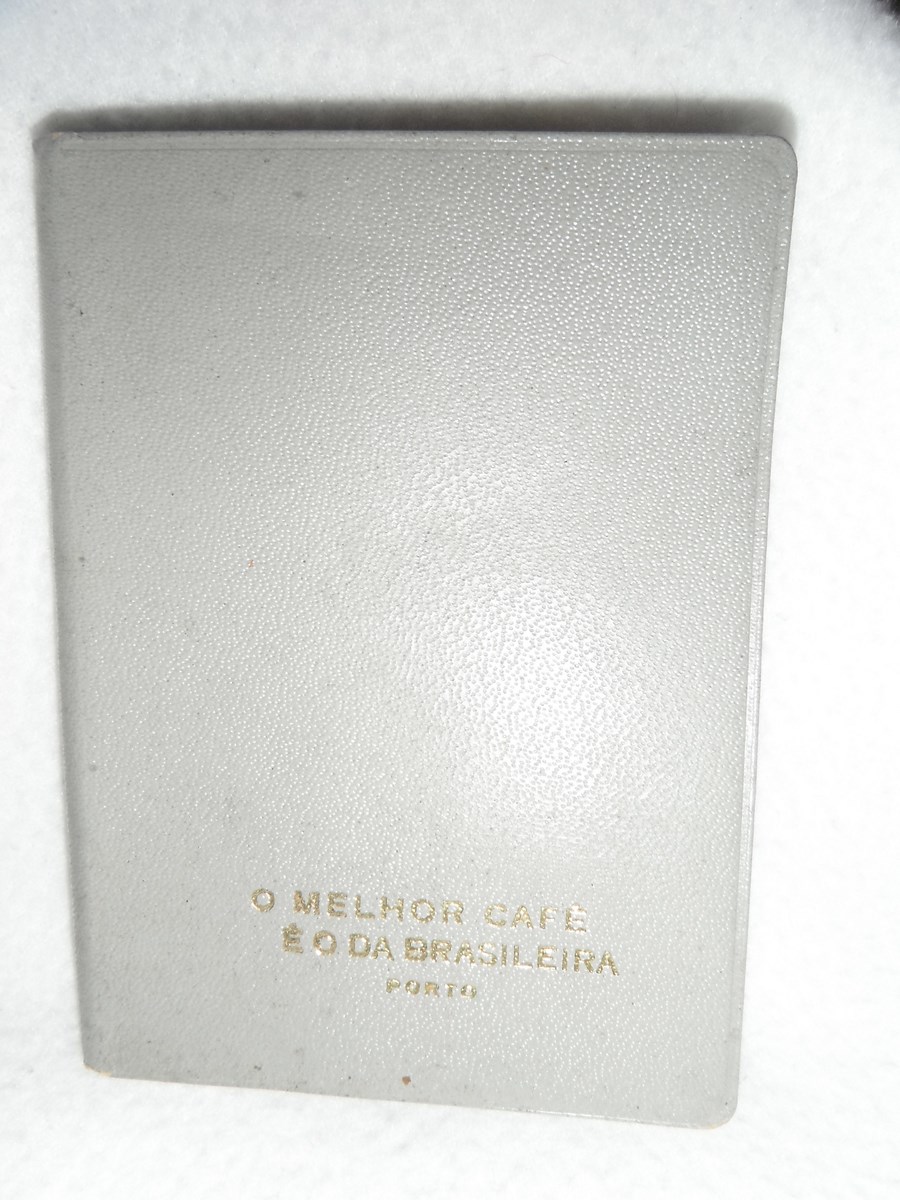 O MELHOR CAFÉ
É O DA BRASILEIRA
PORTO